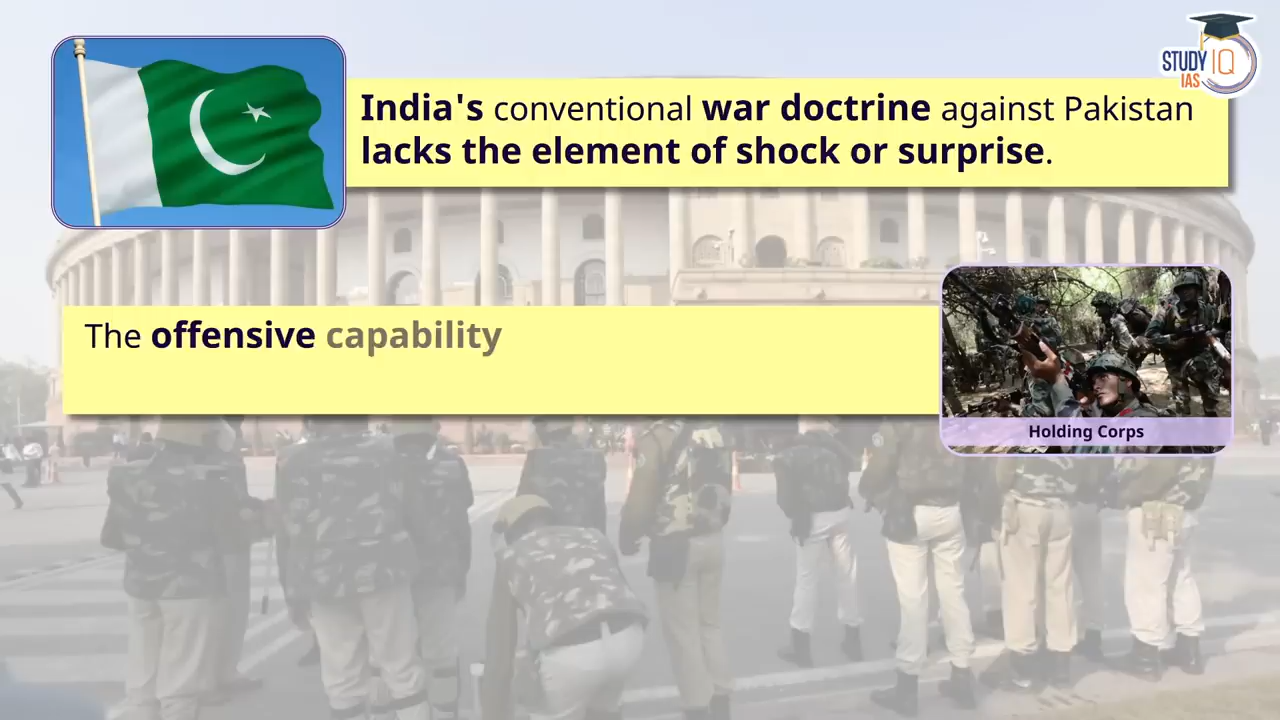 STUDY IQ
IAS
India's conventional war doctrine against Pakistan
lacks the element of shock or surprise.
The offensive capability
Holding Corps